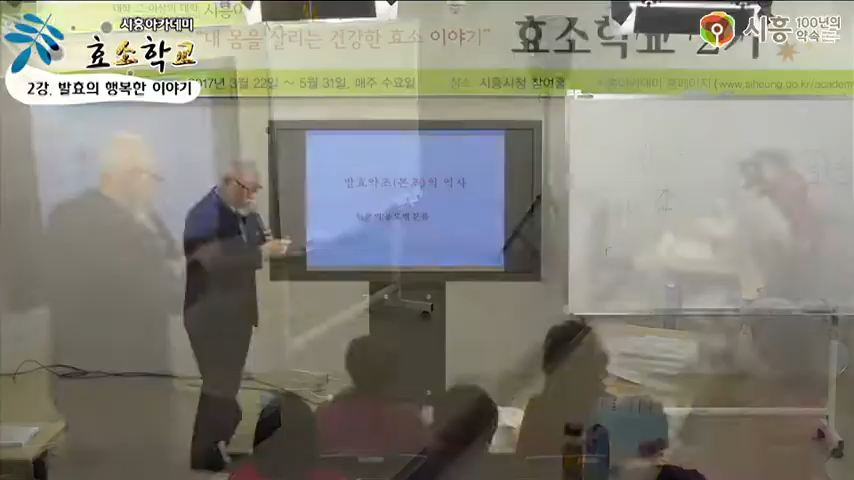 시흥아카데미
효소학교
2강. 발효의 행복한 이야기
"내 몸을 살리는 건강한 효소 이야기"
효소학교 2기
시흥 100년의 약속
2017년 3월 22일 ~ 5월 31일, 매주 수요일
장소 시흥시청 참여홀
시흥아카데미 홈페이지 (www.siheung.go.kr/academy
발효약조(본조)의 역사